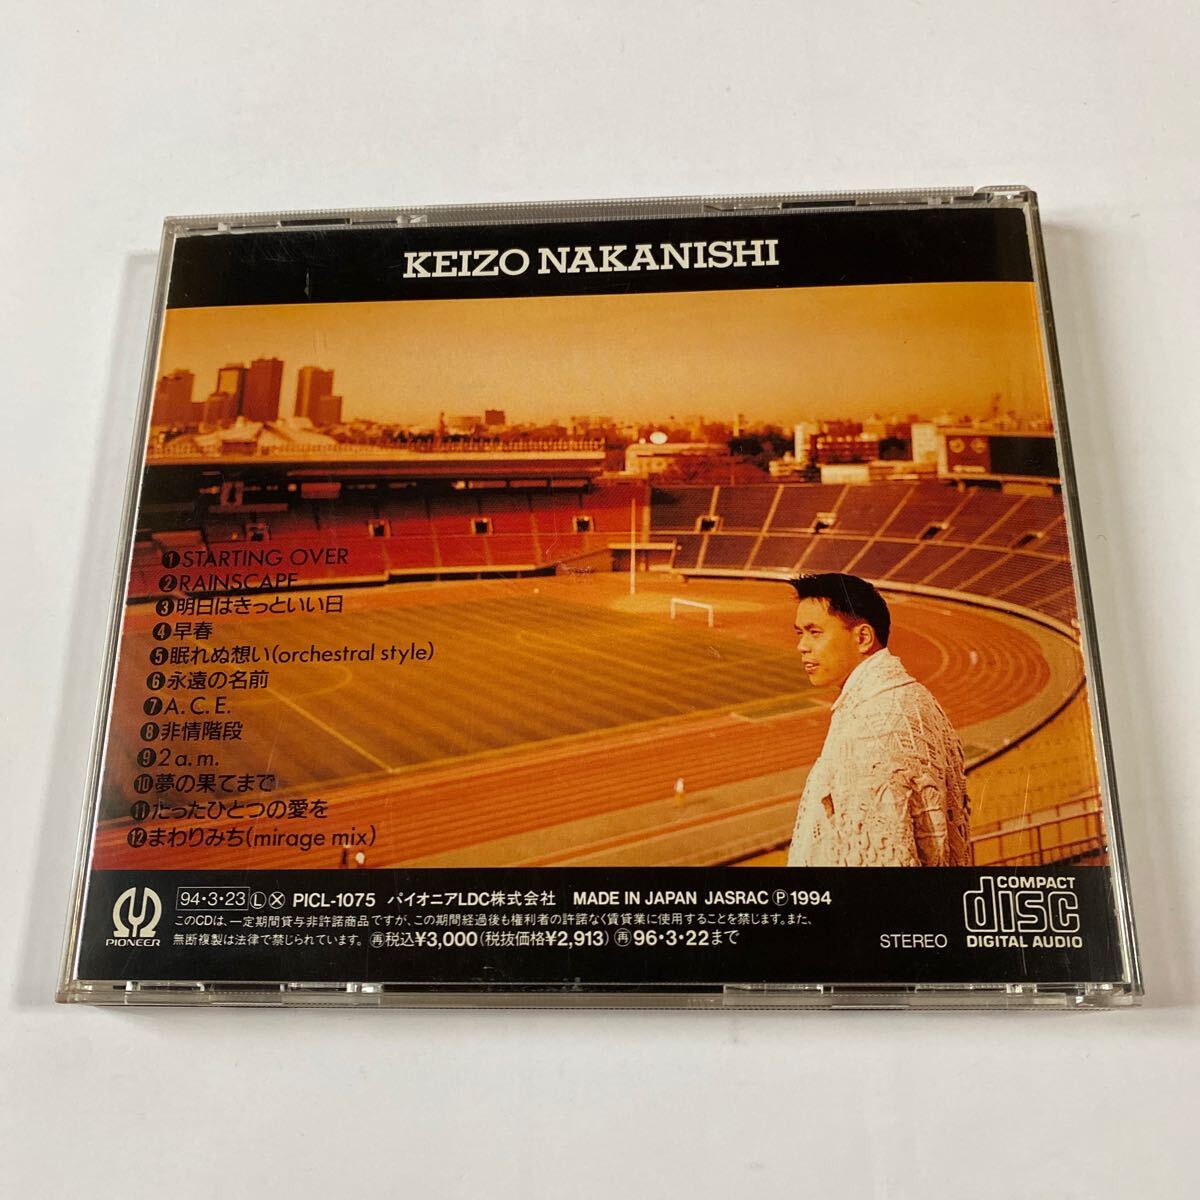 KEIZO NAKANISHI
❶STARTING OVER
❷RAINSCAPE
❸明日はきっといい日
❹早春
❺眠れぬ想い(orchestral style)
❻永遠の名前
❼A.C.E.
❽非情階段
❾2 a.m.
❿夢の果てまで
⓫たったひとつの愛を
⓬まわりみち(mirage mix)
PIONEER
94・3・23 Ⓛ Ⓧ PICL-1075 パイオニアLDC株式会社 MADE IN JAPAN JASRAC Ⓟ 1994
このCDは、一定期間貸与非許諾商品ですが、この期間経過後も権利者の許諾なく賃貸業に使用することを禁じます。また、
無断複製は法律で禁じられています。㊢税込¥3,000(税抜価格¥2,913) ㊢96・3・22まで
STEREO
COMPACT
disc
DIGITAL AUDIO